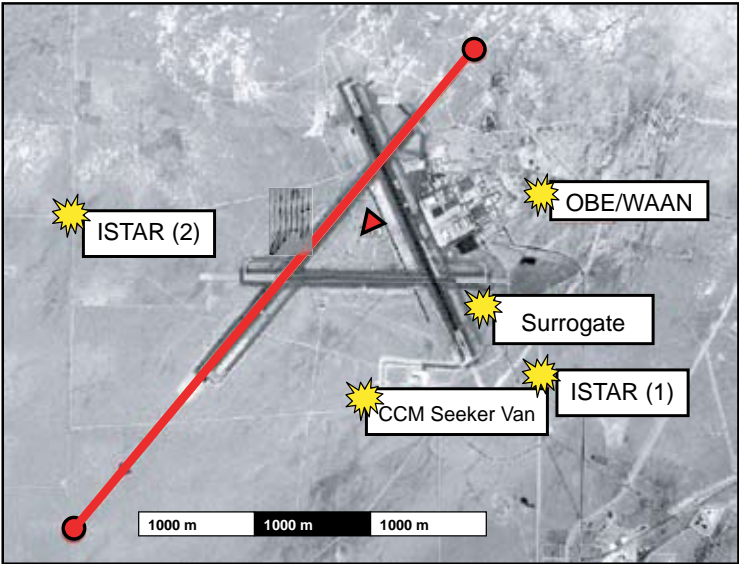 OBE/WAAN
ISTAR (2)
Surrogate
ISTAR (1)
CCM Seeker Van
1000 m 1000 m 1000 m